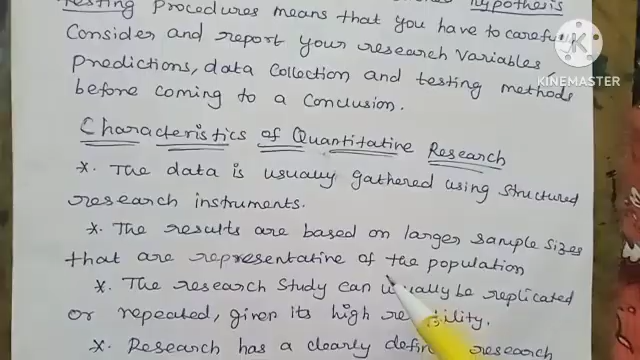 Testing Procedures means that you have to careful
Consider and report your research Variables
Predictions, data Collection and testing methods
before coming to a Conclusion.
Characteristics of Quantitative Research
*. The data is usually gathered using structured
research instruments.
*. The results are based on larger sample sizes
that are representative of the population
*. The research study can usually be replicated
or repeated, given its high
*. Research has a clearly research
KINEMASTER